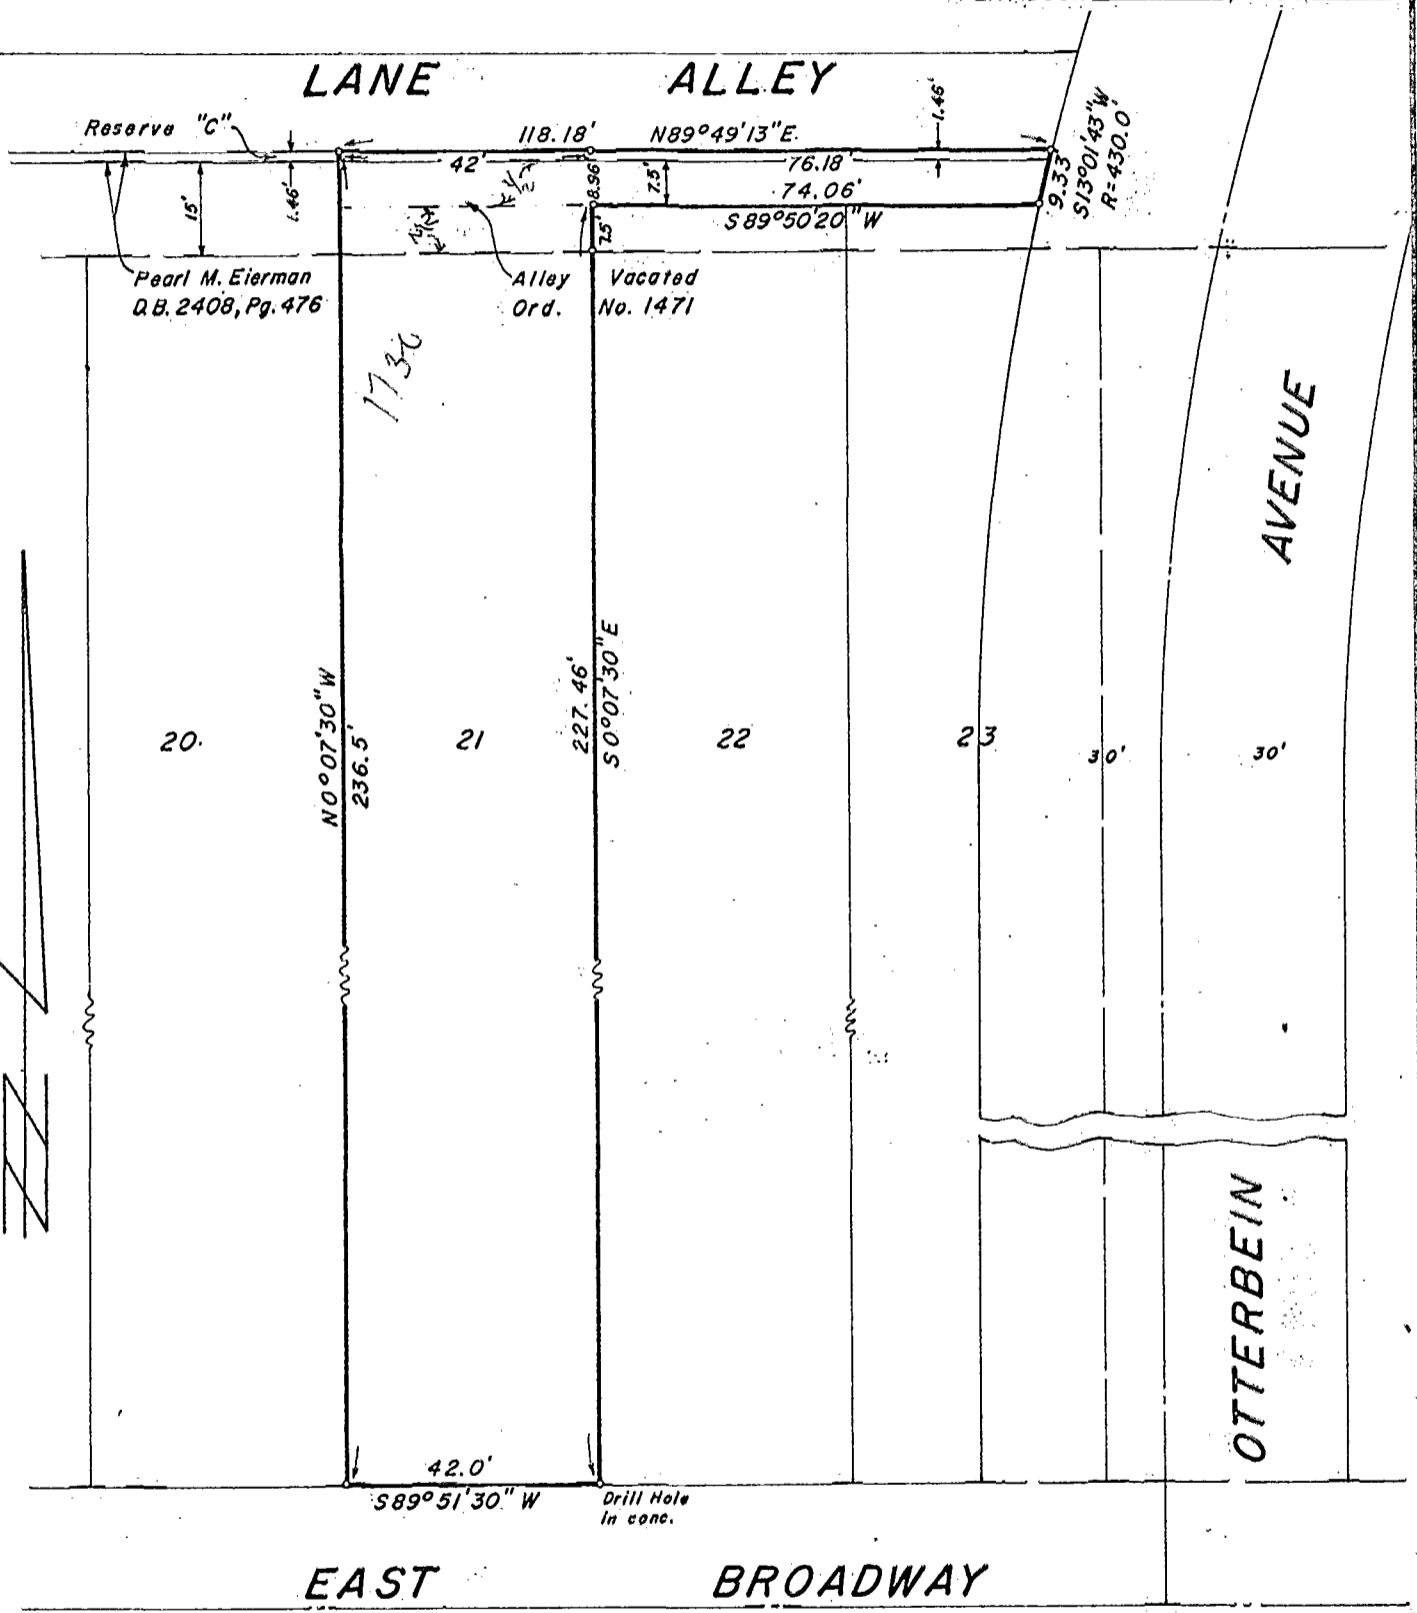 LANE ALLEY
Reserve "C"
118.18' N89°49'13"E.
1.46'
42'
76.18'
74.06'
S89°50'20"W
8.96'
7.5'
7.5'
15'
1.46'
9.33
S13°01'43"W
R=430.0'
Pearl M. Eierman
D.B. 2408, Pg. 476
Alley Vacated
Ord. No. 1471
AVENUE
N0°07'30"W
236.5'
227.46'
S0°07'30"E
20.
21
22
23
30'
30'
OTTERBEIN
42.0'
S89°51'30"W
Drill Hole
in conc.
EAST BROADWAY